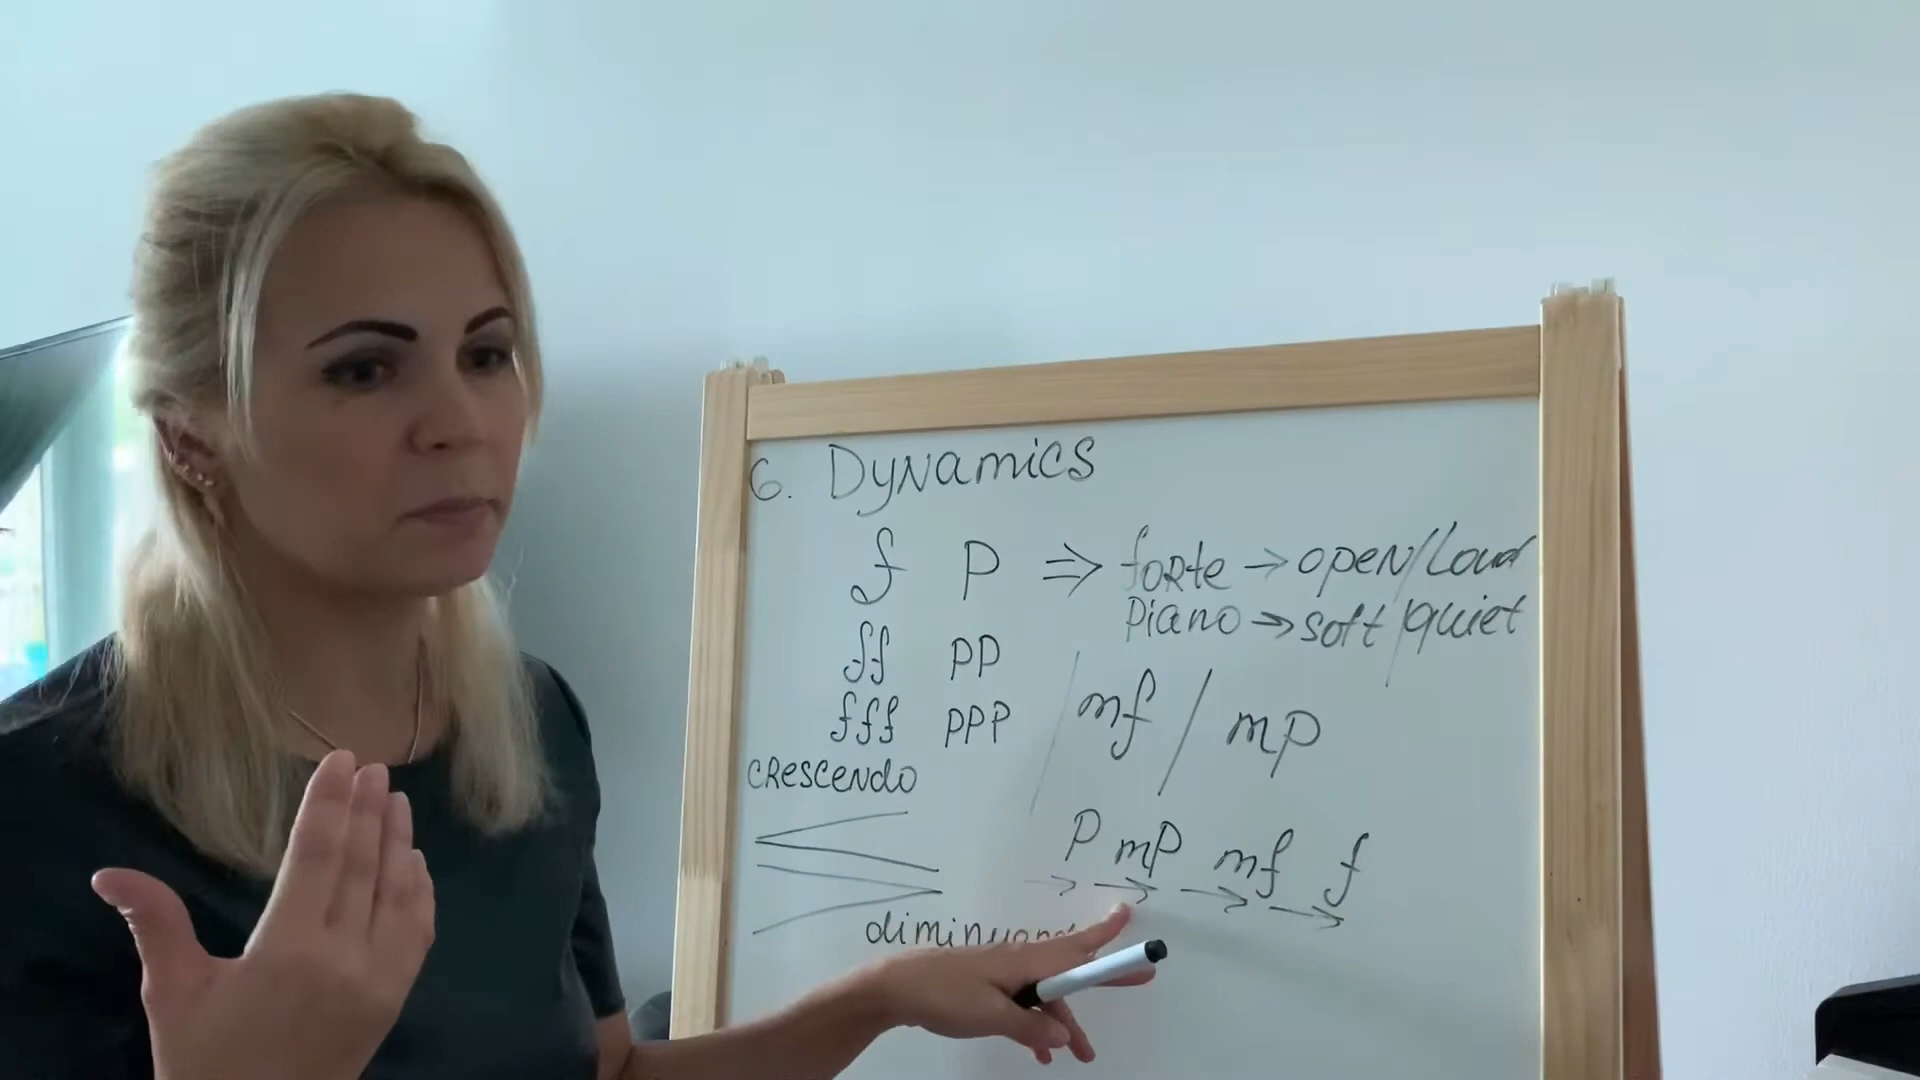 6. Dynamics
f P => forte → open/Loud
Piano → soft/quiet
ff pp
fff ppp / mf / mp
crescendo
P mP mf f
→ → → →